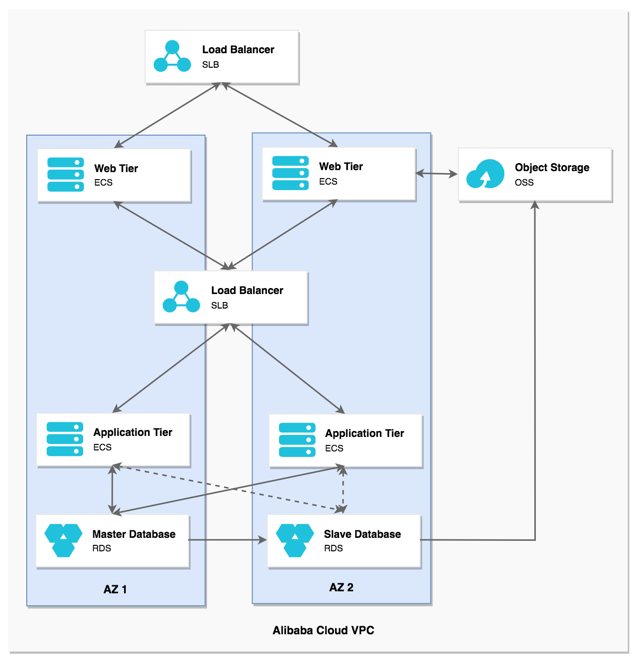 Load Balancer
SLB
Web Tier
ECS
Web Tier
ECS
Object Storage
OSS
Load Balancer
SLB
Application Tier
ECS
Application Tier
ECS
Master Database
RDS
Slave Database
RDS
AZ 1
AZ 2
Alibaba Cloud VPC